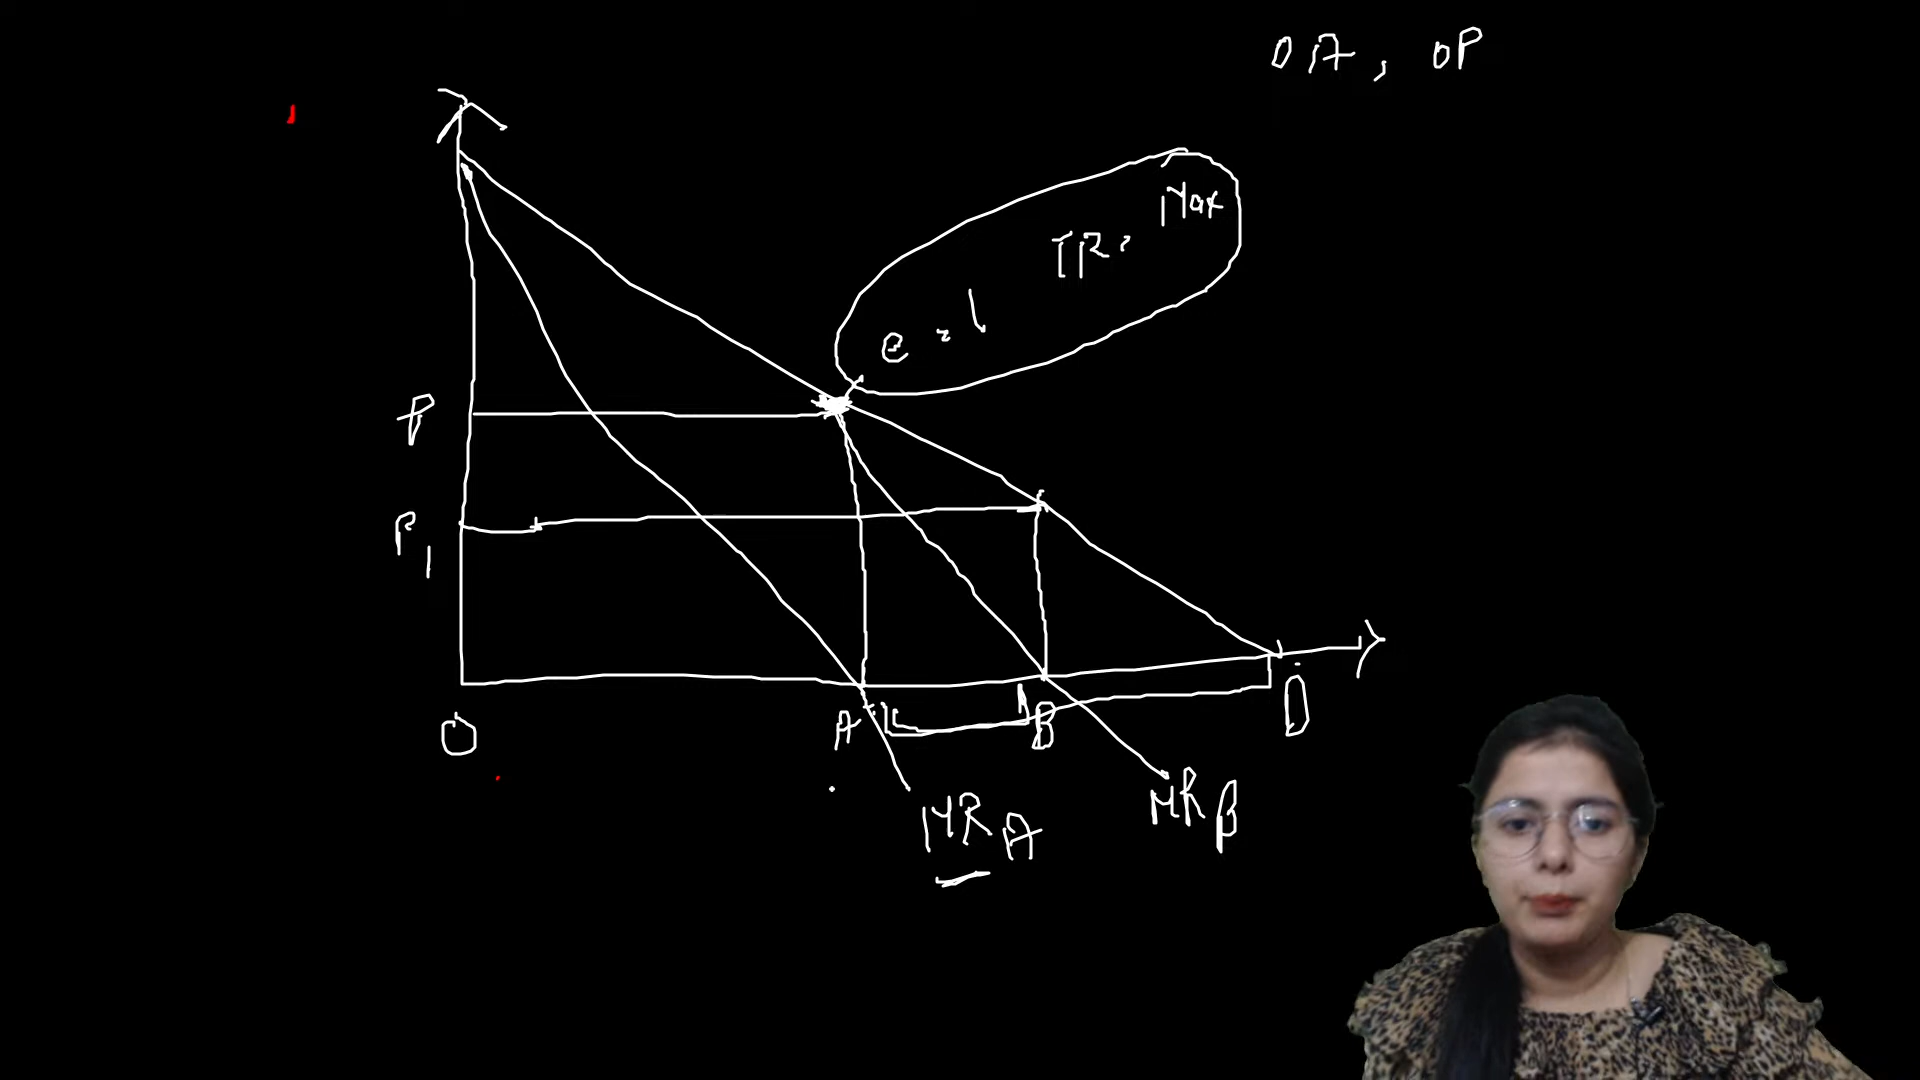 OA, OP
Max
TR =
e = 1
P
P1
O
A
B
D
MRA
MRB